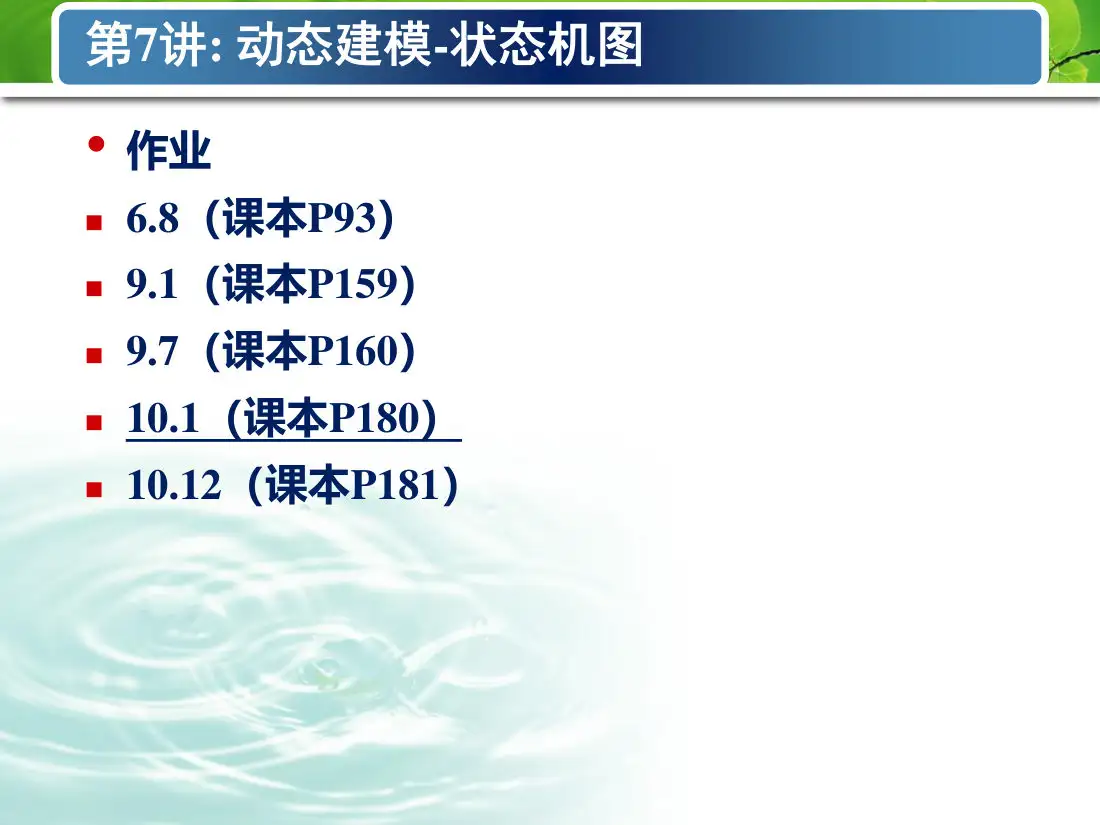 第7讲: 动态建模-状态机图
• 作业
▪ 6.8（课本P93）
▪ 9.1（课本P159）
▪ 9.7（课本P160）
▪ 10.1（课本P180）
▪ 10.12（课本P181）